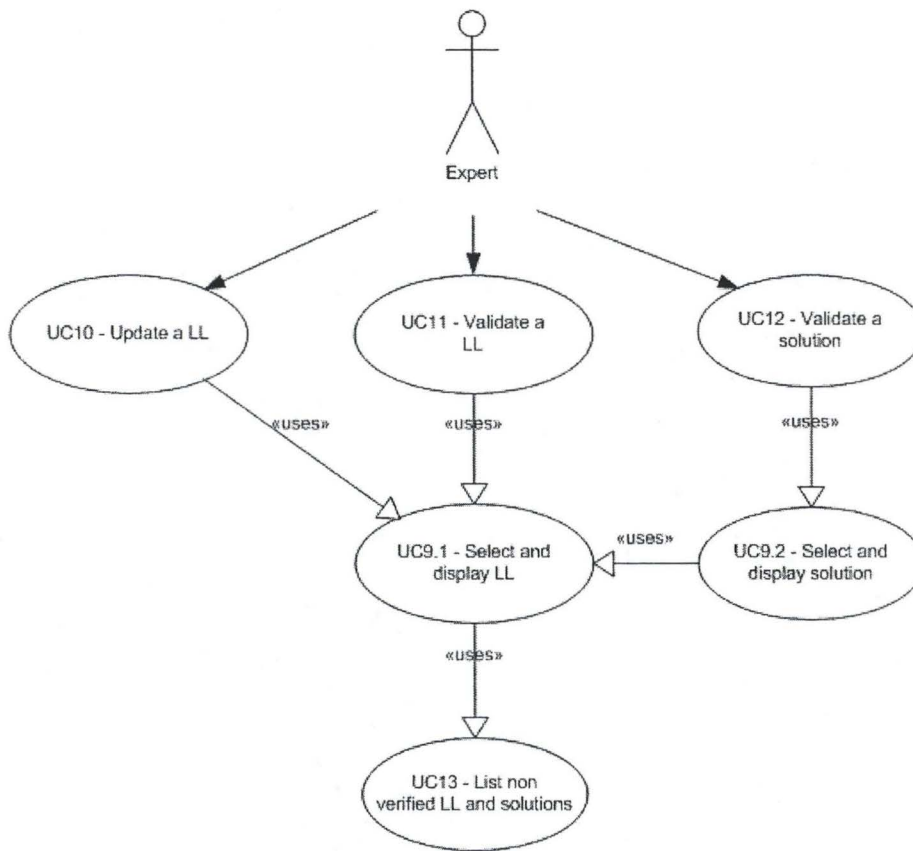 Expert
UC10 - Update a LL
UC11 - Validate a
LL
UC12 - Validate a
solution
«uses»
«uses»
«uses»
UC9.1 - Select and
display LL
«uses»
UC9.2 - Select and
display solution
«uses»
UC13 - List non
verified LL and solutions